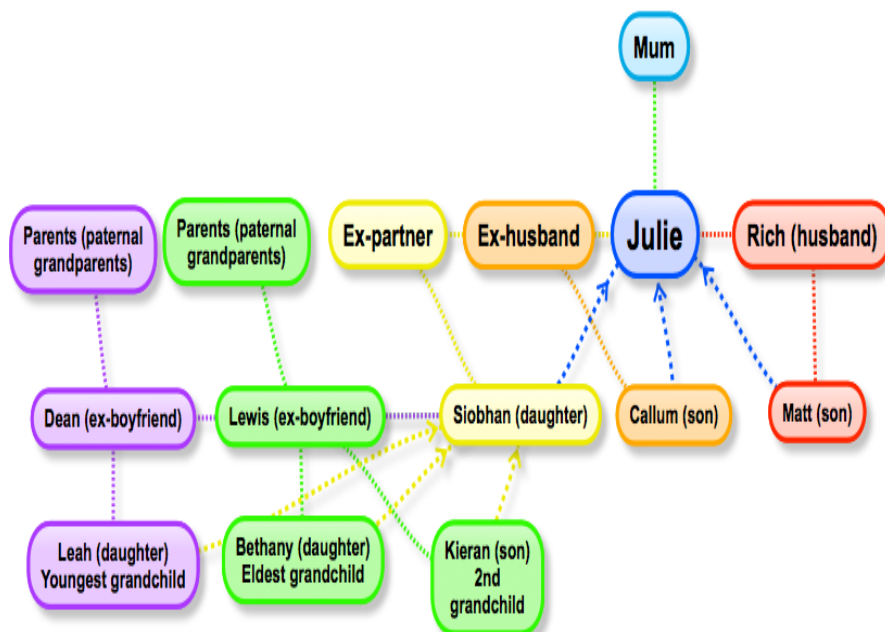 Mum
Parents (paternal
grandparents)
Parents (paternal
grandparents)
Ex-partner
Ex-husband
Julie
Rich (husband)
Dean (ex-boyfriend)
Lewis (ex-boyfriend)
Siobhan (daughter)
Callum (son)
Matt (son)
Leah (daughter)
Youngest grandchild
Bethany (daughter)
Eldest grandchild
Kieran (son)
2nd
grandchild